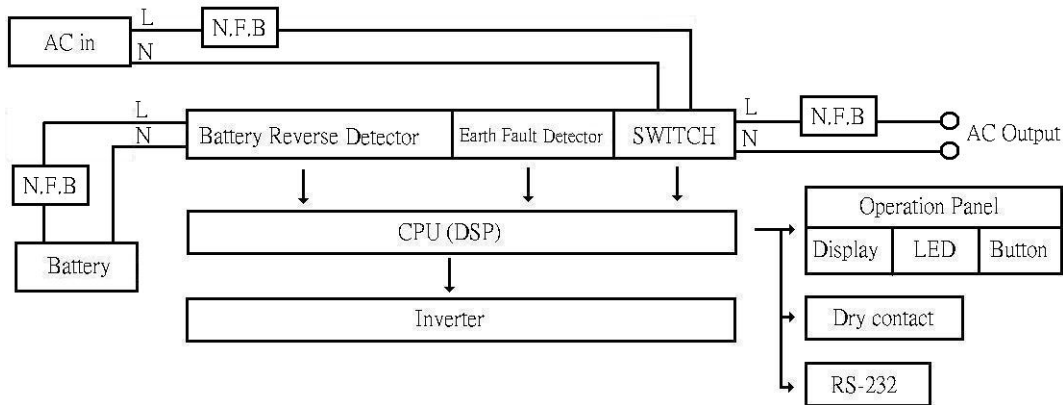 L
N,F,B
AC in
N
L
N
Battery Reverse Detector
Earth Fault Detector
SWITCH
L
N
N,F,B
AC Output
N,F,B
Battery
CPU (DSP)
Inverter
Operation Panel
Display
LED
Button
Dry contact
RS-232